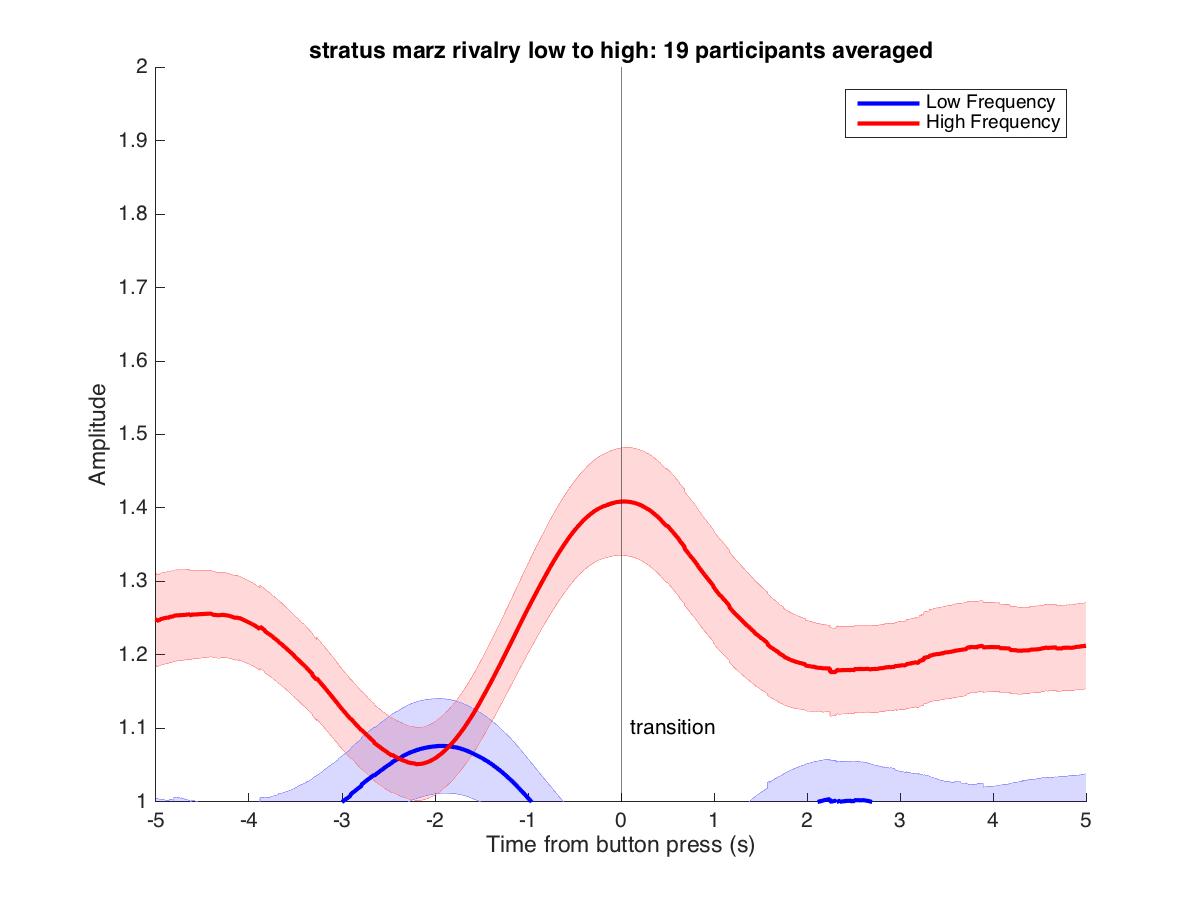 stratus marz rivalry low to high: 19 participants averaged
Low Frequency
High Frequency
2
1.9
1.8
1.7
1.6
1.5
1.4
1.3
1.2
1.1
1
Amplitude
transition
-5 -4 -3 -2 -1 0 1 2 3 4 5
Time from button press (s)